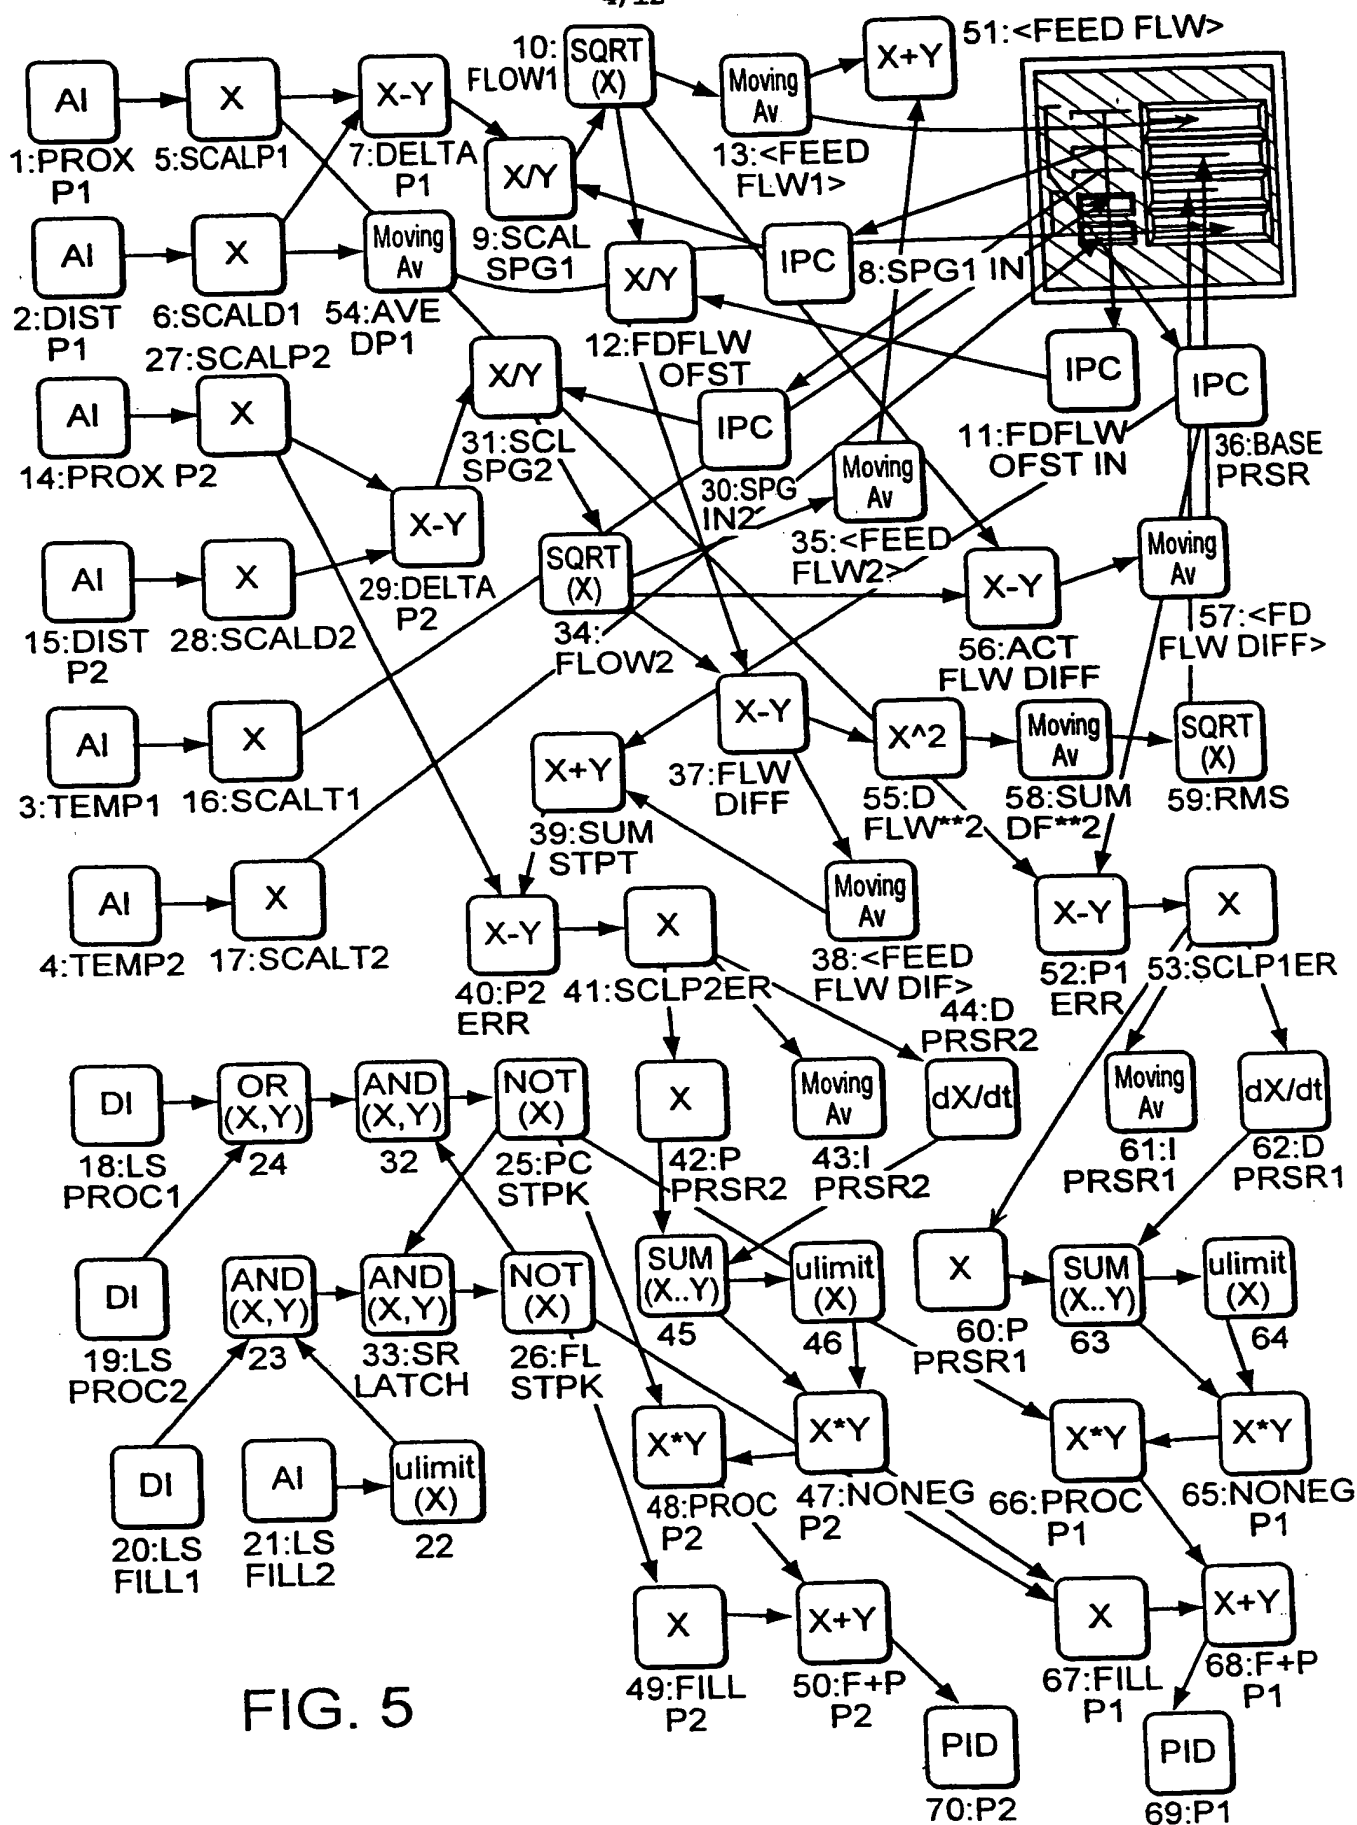 4/12
51:<FEED FLW>
10:
FLOW1
SQRT
(X)
Moving
Av
X+Y
AI
X
X-Y
1:PROX
P1
5:SCALP1
7:DELTA
P1
X/Y
13:<FEED
FLW1>
AI
X
Moving
Av
9:SCAL
SPG1
X/Y
IPC
8:SPG1 IN
2:DIST
P1
6:SCALD1
54:AVE
DP1
12:FDFLW
OFST
27:SCALP2
X/Y
IPC
IPC
AI
X
IPC
11:FDFLW
OFST IN
36:BASE
PRSR
14:PROX P2
31:SCL
SPG2
30:SPG
IN2
Moving
Av
X-Y
35:<FEED
FLW2>
AI
X
29:DELTA
P2
SQRT
(X)
X-Y
Moving
Av
15:DIST
P2
28:SCALD2
34:
FLOW2
56:ACT
FLW DIFF
57:<FD
FLW DIFF>
AI
X
X-Y
X^2
Moving
Av
SQRT
(X)
3:TEMP1
16:SCALT1
X+Y
37:FLW
DIFF
55:D
FLW**2
58:SUM
DF**2
59:RMS
39:SUM
STPT
AI
X
X-Y
X
Moving
Av
X-Y
X
4:TEMP2
17:SCALT2
40:P2
ERR
41:SCLP2ER
38:<FEED
FLW DIF>
52:P1
ERR
53:SCLP1ER
44:D
PRSR2
DI
OR
(X,Y)
AND
(X,Y)
NOT
(X)
X
Moving
Av
dX/dt
Moving
Av
dX/dt
18:LS
PROC1
24
32
25:PC
STPK
42:P
PRSR2
43:I
PRSR2
61:I
PRSR1
62:D
PRSR1
DI
AND
(X,Y)
AND
(X,Y)
NOT
(X)
SUM
(X..Y)
ulimit
(X)
X
SUM
(X..Y)
ulimit
(X)
19:LS
PROC2
23
33:SR
LATCH
26:FL
STPK
45
46
60:P
PRSR1
63
64
DI
AI
ulimit
(X)
X*Y
X*Y
X*Y
X*Y
20:LS
FILL1
21:LS
FILL2
22
48:PROC
P2
47:NONEG
P2
66:PROC
P1
65:NONEG
P1
X
X+Y
X
X+Y
49:FILL
P2
50:F+P
P2
67:FILL
P1
68:F+P
P1
PID
PID
70:P2
69:P1
FIG. 5